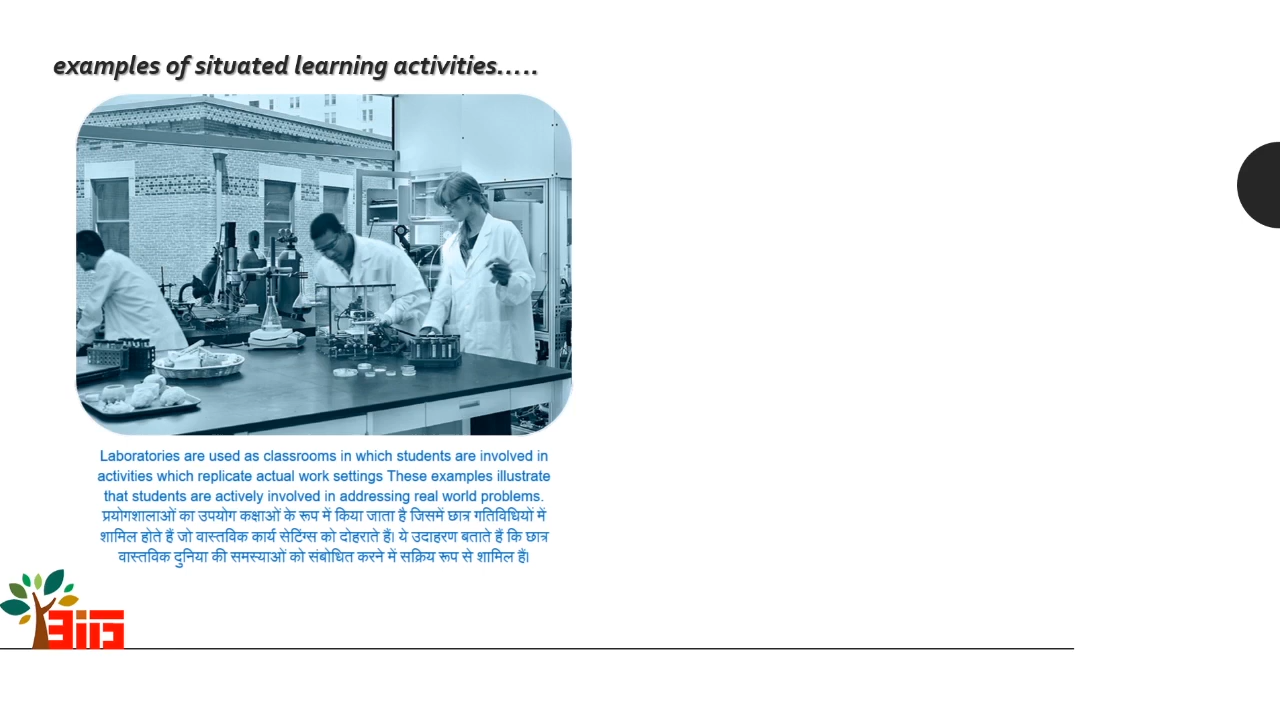 examples of situated learning activities.....
Laboratories are used as classrooms in which students are involved in
activities which replicate actual work settings These examples illustrate
that students are actively involved in addressing real world problems.
प्रयोगशालाओं का उपयोग कक्षाओं के रूप में किया जाता है जिसमें छात्र गतिविधियों में
शामिल होते हैं जो वास्तविक कार्य सेटिंग्स को दोहराते हैं। ये उदाहरण बताते हैं कि छात्र
वास्तविक दुनिया की समस्याओं को संबोधित करने में सक्रिय रूप से शामिल हैं।